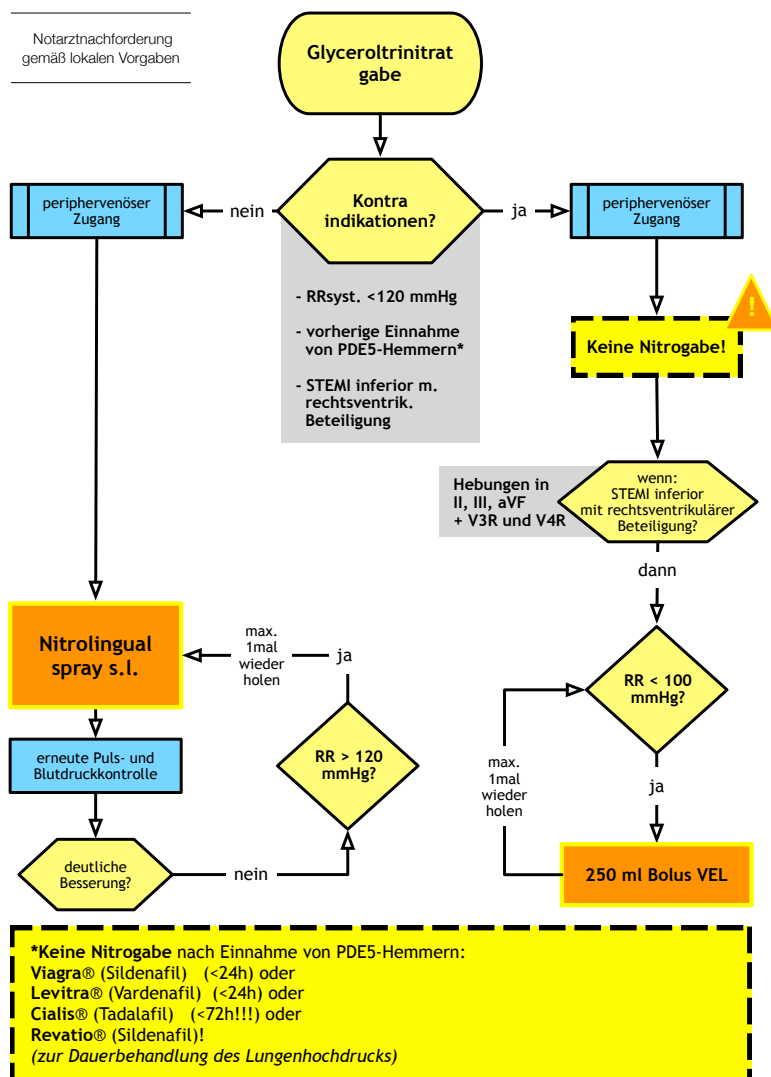 Notarztnachforderung
gemäß lokalen Vorgaben
Glyceroltrinitrat
gabe
Kontra
indikationen?
nein
ja
periphervenöser
Zugang
periphervenöser
Zugang
- RRsyst. <120 mmHg
- vorherige Einnahme
von PDE5-Hemmern*
- STEMI inferior m.
rechtsventrik.
Beteiligung
!
Keine Nitrogabe!
Hebungen in
II, III, aVF
+ V3R und V4R
wenn:
STEMI inferior
mit rechtsventrikulärer
Beteiligung?
dann
Nitrolingual
spray s.l.
max.
1mal
wieder
holen
ja
RR < 100
mmHg?
erneute Puls- und
Blutdruckkontrolle
RR > 120
mmHg?
max.
1mal
wieder
holen
ja
deutliche
Besserung?
nein
250 ml Bolus VEL
*Keine Nitrogabe nach Einnahme von PDE5-Hemmern:
Viagra® (Sildenafil) (<24h) oder
Levitra® (Vardenafil) (<24h) oder
Cialis® (Tadalafil) (<72h!!!) oder
Revatio® (Sildenafil)!
(zur Dauerbehandlung des Lungenhochdrucks)